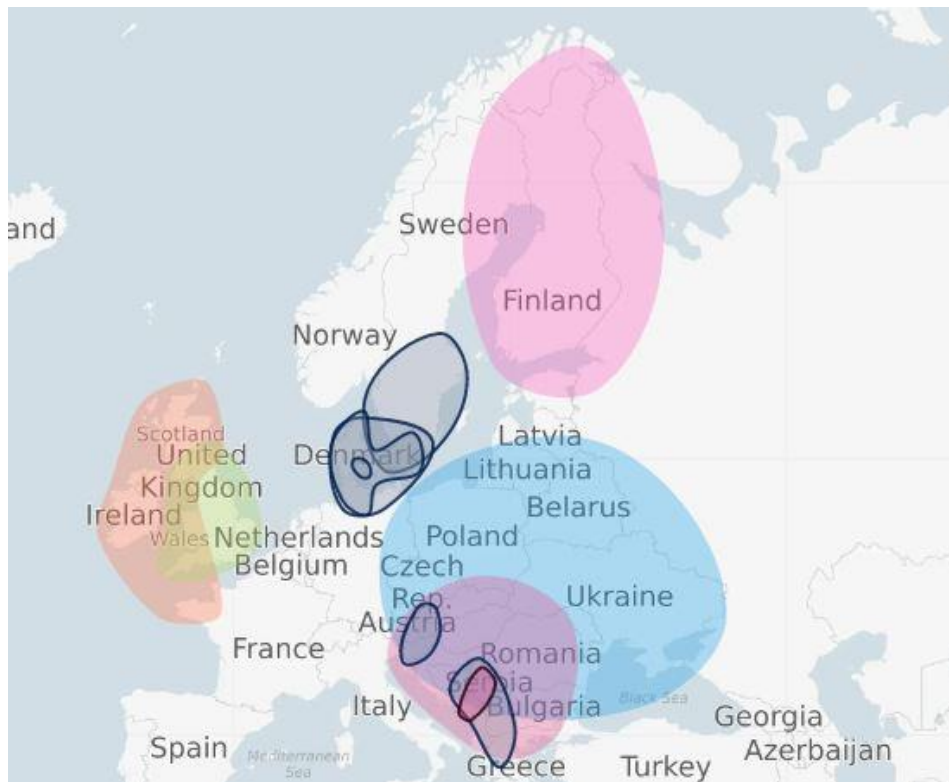 and
Sweden
Finland
Norway
Scotland
United
Kingdom
Ireland
Wales
Denmark
Latvia
Lithuania
Belarus
Netherlands
Belgium
Poland
Czech
Rep.
Austria
Ukraine
France
Romania
Serbia
Italy
Bulgaria
Black Sea
Georgia
Azerbaijan
Spain
Mediterranean
Sea
Greece
Turkey